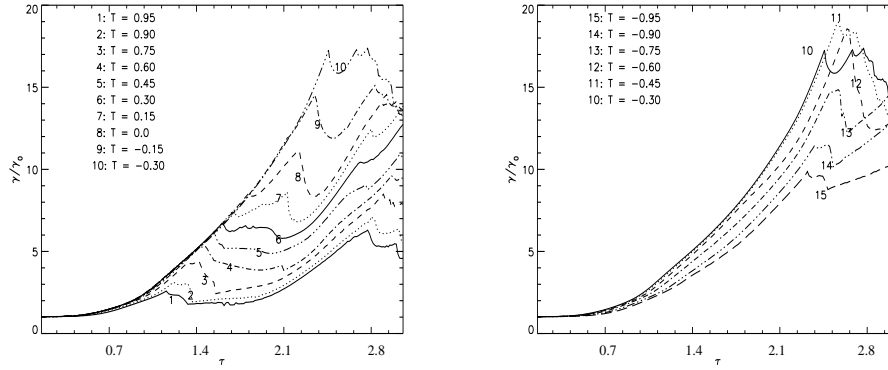 20
15
10
5
0
γ/γ₀
1: T = 0.95
2: T = 0.90
3: T = 0.75
4: T = 0.60
5: T = 0.45
6: T = 0.30
7: T = 0.15
8: T = 0.0
9: T = −0.15
10: T = −0.30
10
9
8
7
6
5
4
3
2
1
0.7 1.4 2.1 2.8
τ
20
15
10
5
0
γ/γ₀
15: T = −0.95
14: T = −0.90
13: T = −0.75
12: T = −0.60
11: T = −0.45
10: T = −0.30
11
10
12
13
14
15
0.7 1.4 2.1 2.8
τ